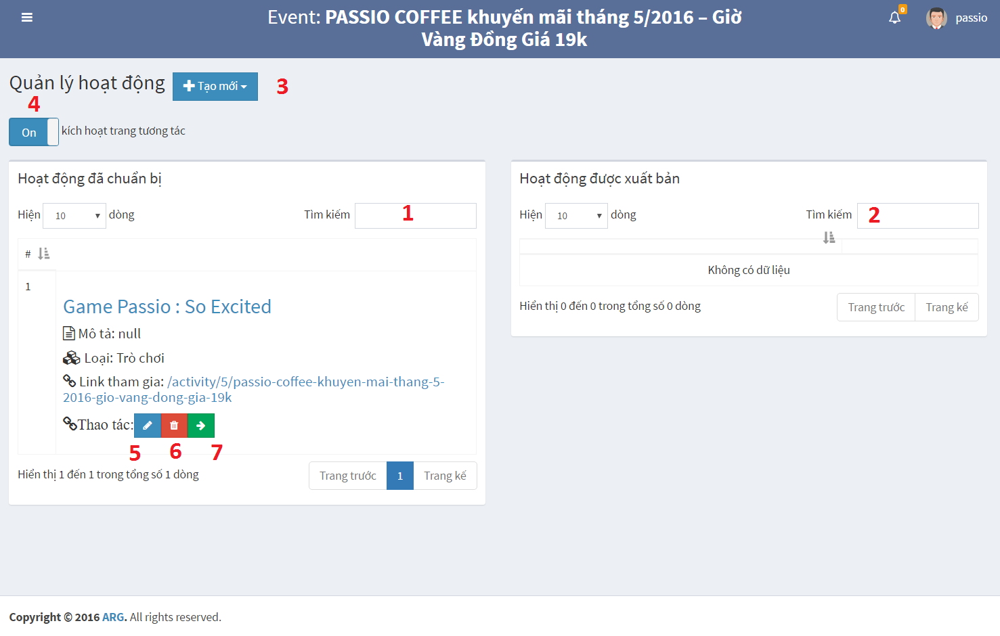 Event: PASSIO COFFEE khuyến mãi tháng 5/2016 – Giờ
Vàng Đồng Giá 19k
0
passio
Quản lý hoạt động
Tạo mới
3
4
On
kích hoạt trang tương tác
Hoạt động đã chuẩn bị
Hiện 10 dòng
Tìm kiếm
1
#
1
Game Passio : So Excited
Mô tả: null
Loại: Trò chơi
Link tham gia: /activity/5/passio-coffee-khuyen-mai-thang-5-
2016-gio-vang-dong-gia-19k
Thao tác:
5
6
7
Hiển thị 1 đến 1 trong tổng số 1 dòng
Trang trước
1
Trang kế
Hoạt động được xuất bản
Hiện 10 dòng
Tìm kiếm
2
Không có dữ liệu
Hiển thị 0 đến 0 trong tổng số 0 dòng
Trang trước
Trang kế
Copyright © 2016 ARG. All rights reserved.